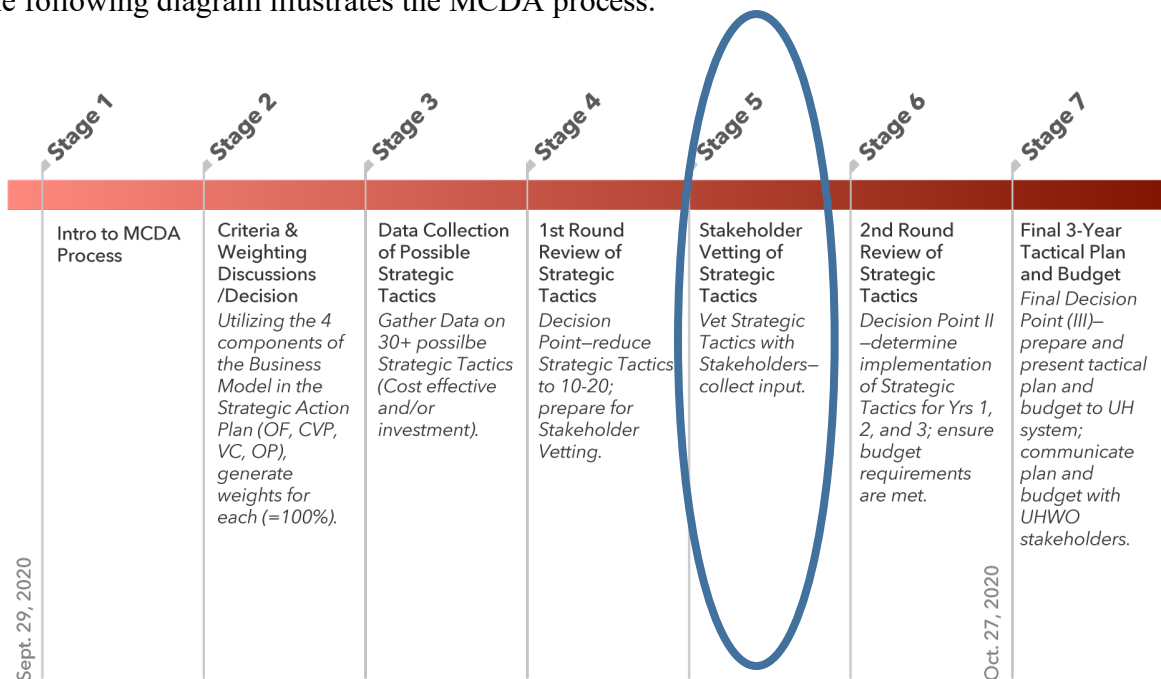 e following diagram illustrates the MCDA process.
Stage 1
Stage 2
Stage 3
Stage 4
Stage 5
Stage 6
Stage 7
Intro to MCDA
Process
Criteria &
Weighting
Discussions
/Decision
Utilizing the 4
components of
the Business
Model in the
Strategic Action
Plan (OF, CVP,
VC, OP),
generate
weights for
each (=100%).
Data Collection
of Possible
Strategic
Tactics
Gather Data on
30+ possilbe
Strategic Tactics
(Cost effective
and/or
investment).
1st Round
Review of
Strategic
Tactics
Decision
Point—reduce
Strategic Tactics
to 10-20;
prepare for
Stakeholder
Vetting.
Stakeholder
Vetting of
Strategic
Tactics
Vet Strategic
Tactics with
Stakeholders—
collect input.
2nd Round
Review of
Strategic
Tactics
Decision Point II
—determine
implementation
of Strategic
Tactics for Yrs 1,
2, and 3; ensure
budget
requirements
are met.
Final 3-Year
Tactical Plan
and Budget
Final Decision
Point (III)—
prepare and
present tactical
plan and
budget to UH
system;
communicate
plan and
budget with
UHWO
stakeholders.
Sept. 29, 2020
Oct. 27, 2020